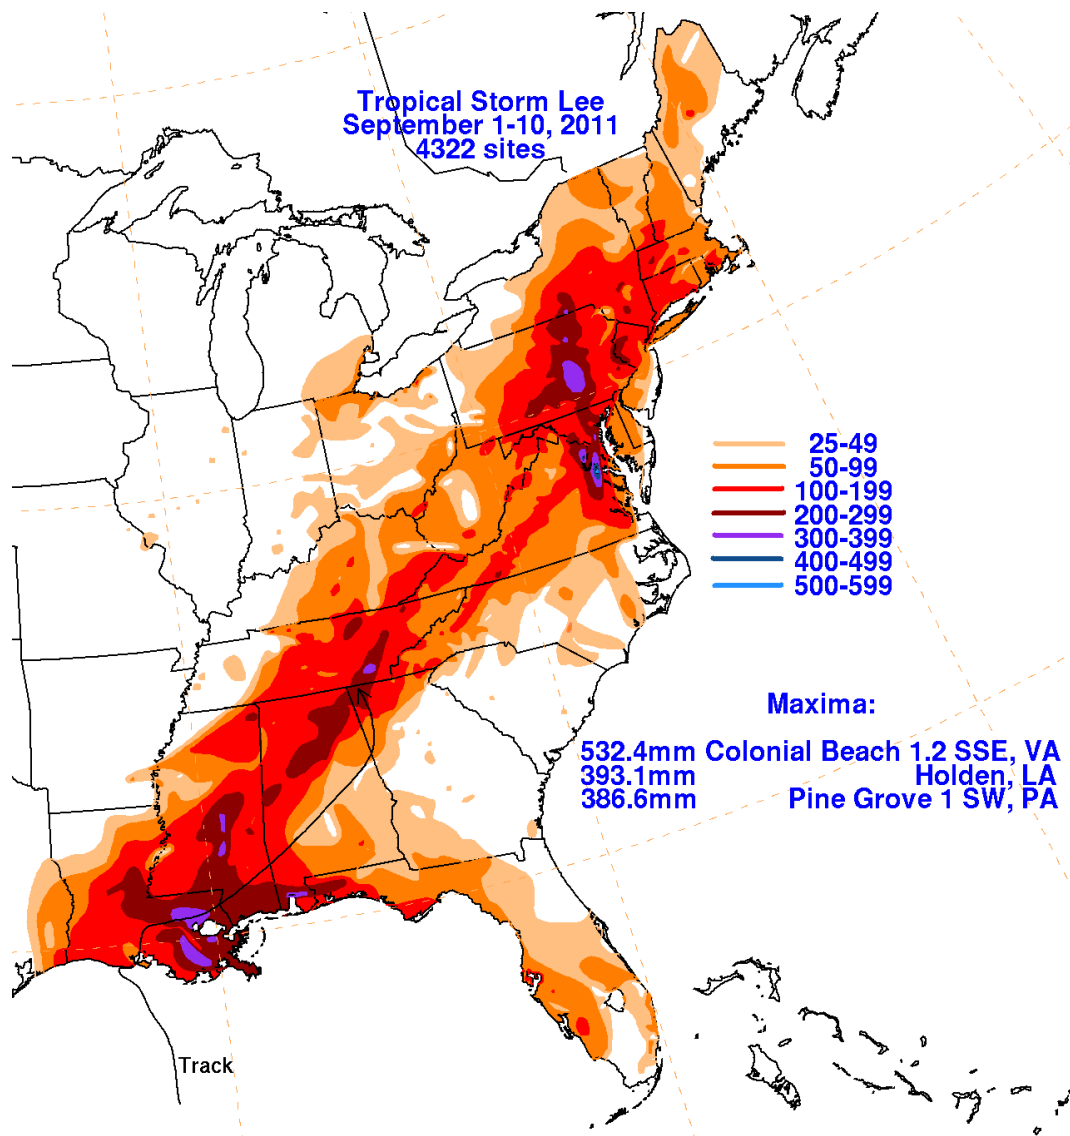 Tropical Storm Lee
September 1-10, 2011
4322 sites
25-49
50-99
100-199
200-299
300-399
400-499
500-599
Maxima:
532.4mm Colonial Beach 1.2 SSE, VA
393.1mm Holden, LA
386.6mm Pine Grove 1 SW, PA
Track